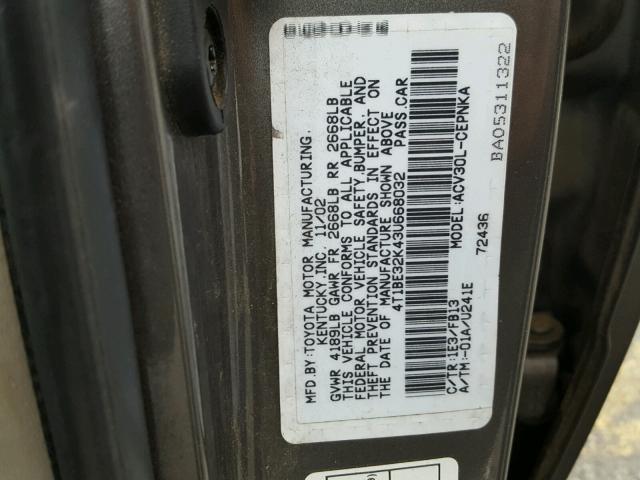 MFD.BY:TOYOTA MOTOR MANUFACTURING.
KENTUCKY,INC. 11/02
GVWR 4189LB GAWR FR 2668LB RR 2668LB
THIS VEHICLE CONFORMS TO ALL APPLICABLE
FEDERAL MOTOR VEHICLE SAFETY,BUMPER, AND
THEFT PREVENTION STANDARDS IN EFFECT ON
THE DATE OF MANUFACTURE SHOWN ABOVE
4T1BE32K43U668032 PASS.CAR
C/TR:1E3/FB13 MODEL:ACV30L-CEPNKA
A/TM:-01A/U241E 72436
BA05311322